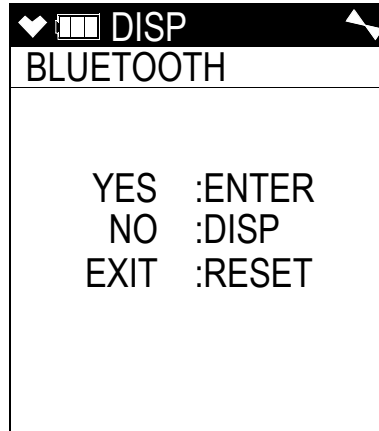 DISP
BLUETOOTH
YES :ENTER
NO :DISP
EXIT :RESET